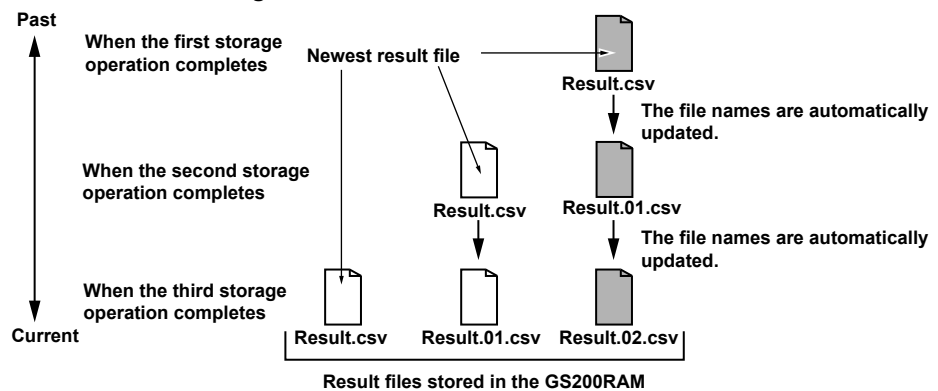 Past
When the first storage
operation completes
Newest result file
Result.csv
The file names are automatically
updated.
When the second storage
operation completes
Result.csv
Result.01.csv
The file names are automatically
updated.
When the third storage
operation completes
Current
Result.csv
Result.01.csv
Result.02.csv
Result files stored in the GS200RAM